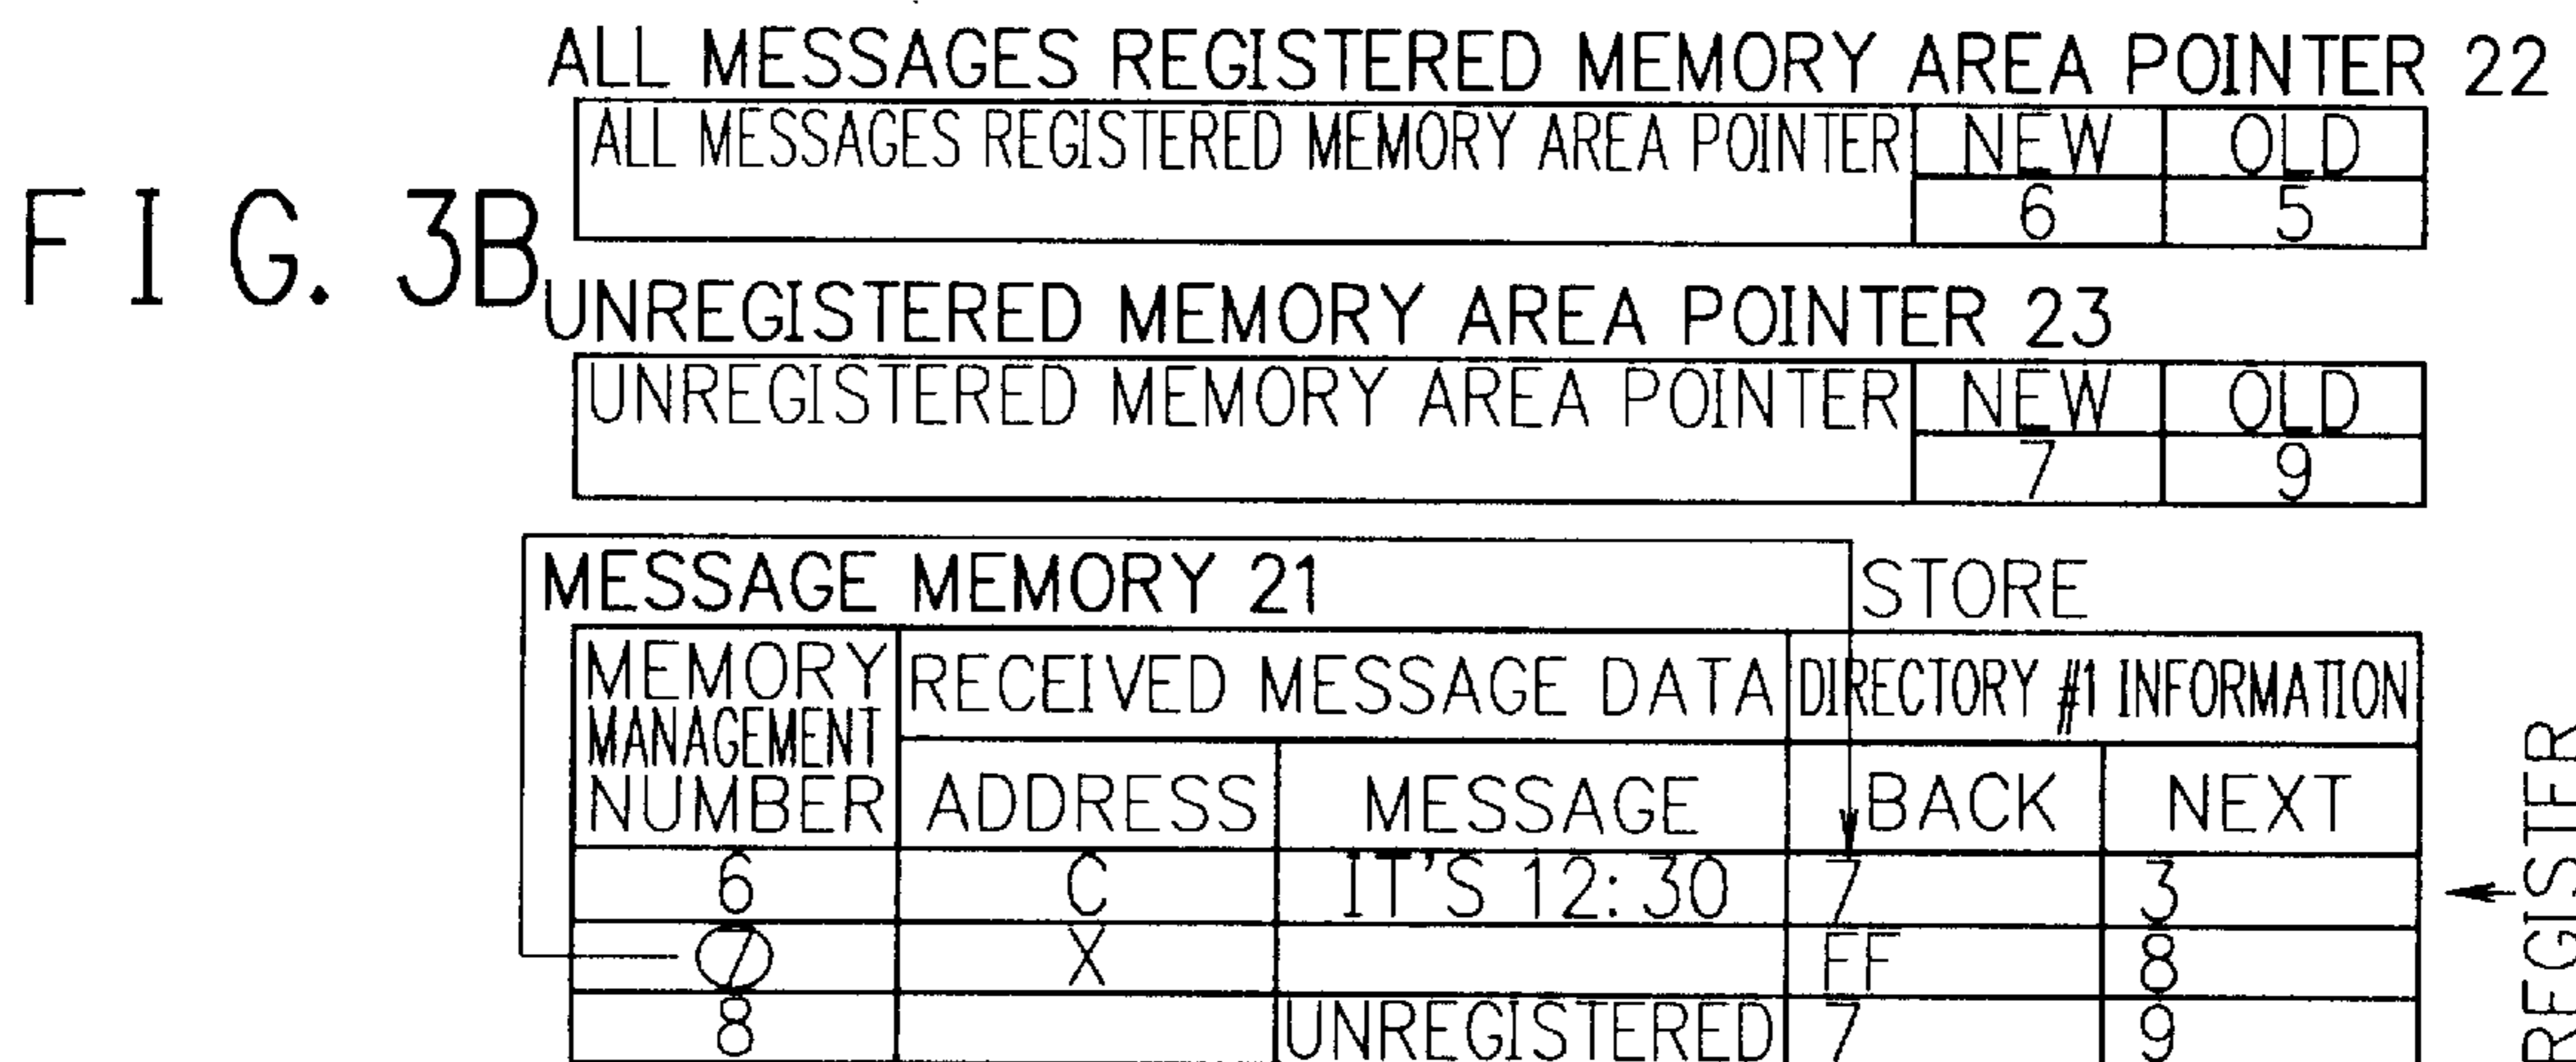 ALL MESSAGES REGISTERED MEMORY AREA POINTER 22
ALL MESSAGES REGISTERED MEMORY AREA POINTER NEW OLD
6 5
FIG. 3B
UNREGISTERED MEMORY AREA POINTER 23
UNREGISTERED MEMORY AREA POINTER NEW OLD
7 9
MESSAGE MEMORY 21
STORE
MEMORY MANAGEMENT NUMBER RECEIVED MESSAGE DATA DIRECTORY #1 INFORMATION
ADDRESS MESSAGE BACK NEXT
6 C IT'S 12:30 7 3
7 X FF 8
8 UNREGISTERED 7 9
REGISTER